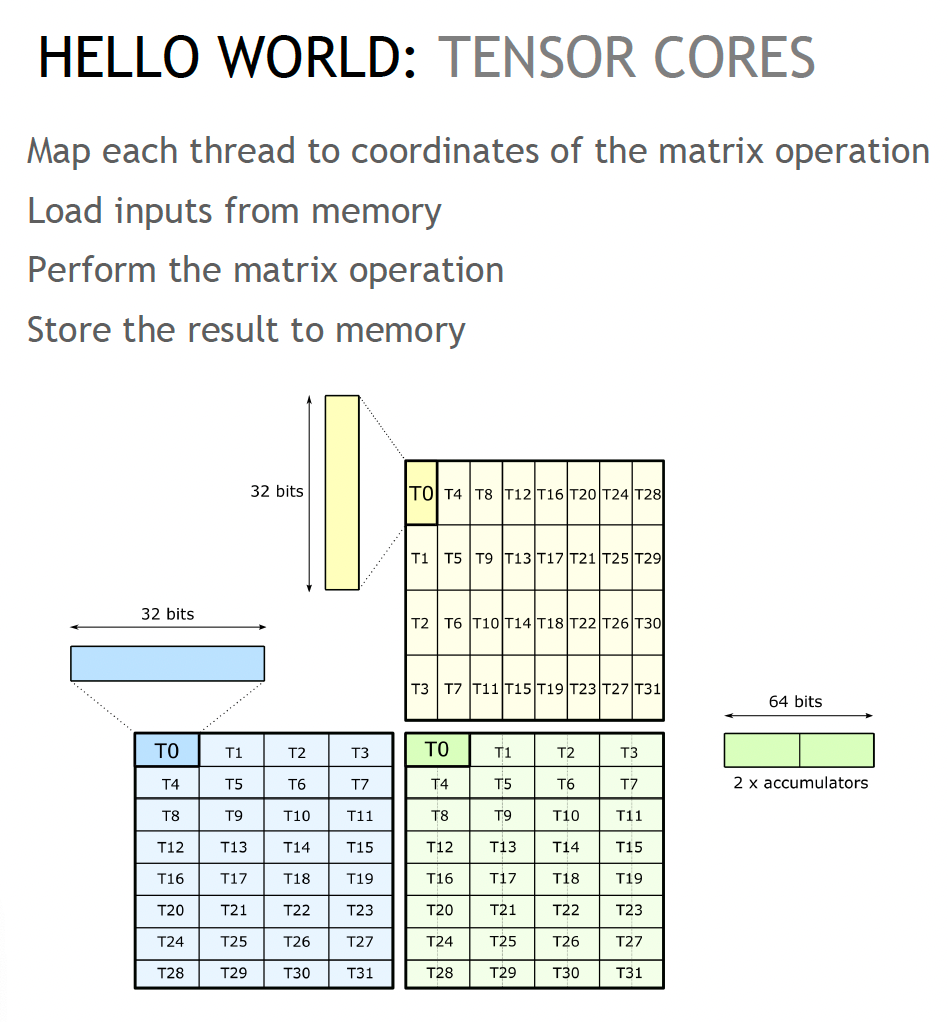 HELLO WORLD: TENSOR CORES
Map each thread to coordinates of the matrix operation
Load inputs from memory
Perform the matrix operation
Store the result to memory
32 bits
T0 T4 T8 T12 T16 T20 T24 T28
T1 T5 T9 T13 T17 T21 T25 T29
T2 T6 T10 T14 T18 T22 T26 T30
T3 T7 T11 T15 T19 T23 T27 T31
32 bits
T0 T1 T2 T3
T4 T5 T6 T7
T8 T9 T10 T11
T12 T13 T14 T15
T16 T17 T18 T19
T20 T21 T22 T23
T24 T25 T26 T27
T28 T29 T30 T31
T0 T1 T2 T3
T4 T5 T6 T7
T8 T9 T10 T11
T12 T13 T14 T15
T16 T17 T18 T19
T20 T21 T22 T23
T24 T25 T26 T27
T28 T29 T30 T31
64 bits
2 x accumulators